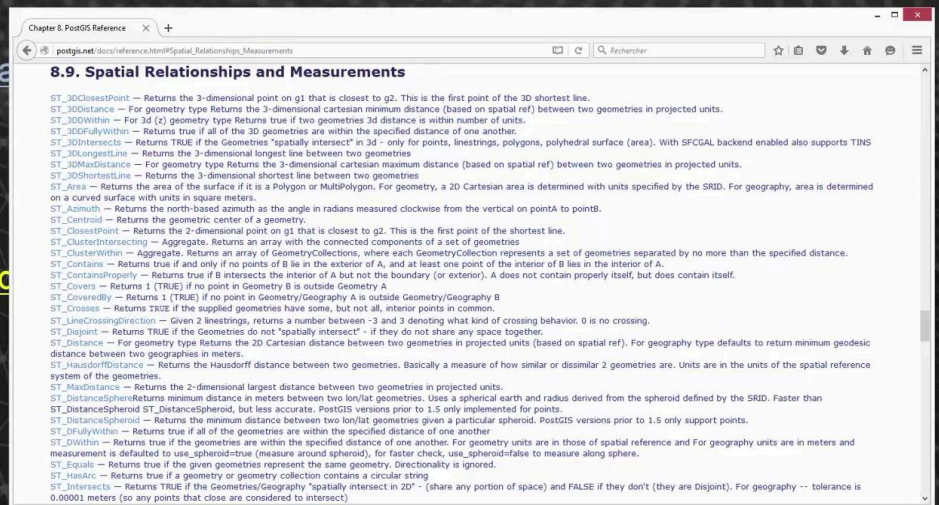 Chapter 8. PostGIS Reference
postgis.net/docs/reference.html#Spatial_Relationships_Measurements
Rechercher
8.9. Spatial Relationships and Measurements
ST_3DClosestPoint — Returns the 3-dimensional point on g1 that is closest to g2. This is the first point of the 3D shortest line.
ST_3DDistance — For geometry type Returns the 3-dimensional cartesian minimum distance (based on spatial ref) between two geometries in projected units.
ST_3DDWithin — For 3d (z) geometry type Returns true if two geometries 3d distance is within number of units.
ST_3DDFullyWithin — Returns true if all of the 3D geometries are within the specified distance of one another.
ST_3DIntersects — Returns TRUE if the Geometries "spatially intersect" in 3d - only for points, linestrings, polygons, polyhedral surface (area). With SFCGAL backend enabled also supports TINS
ST_3DLongestLine — Returns the 3-dimensional longest line between two geometries
ST_3DMaxDistance — For geometry type Returns the 3-dimensional cartesian maximum distance (based on spatial ref) between two geometries in projected units.
ST_3DShortestLine — Returns the 3-dimensional shortest line between two geometries
ST_Area — Returns the area of the surface if it is a Polygon or MultiPolygon. For geometry, a 2D Cartesian area is determined with units specified by the SRID. For geography, area is determined
on a curved surface with units in square meters.
ST_Azimuth — Returns the north-based azimuth as the angle in radians measured clockwise from the vertical on pointA to pointB.
ST_Centroid — Returns the geometric center of a geometry.
ST_ClosestPoint — Returns the 2-dimensional point on g1 that is closest to g2. This is the first point of the shortest line.
ST_ClusterIntersecting — Aggregate. Returns an array with the connected components of a set of geometries
ST_ClusterWithin — Aggregate. Returns an array of GeometryCollections, where each GeometryCollection represents a set of geometries separated by no more than the specified distance.
ST_Contains — Returns true if and only if no points of B lie in the exterior of A, and at least one point of the interior of B lies in the interior of A.
ST_ContainsProperly — Returns true if B intersects the interior of A but not the boundary (or exterior). A does not contain properly itself, but does contain itself.
ST_Covers — Returns 1 (TRUE) if no point in Geometry B is outside Geometry A
ST_CoveredBy — Returns 1 (TRUE) if no point in Geometry/Geography A is outside Geometry/Geography B
ST_Crosses — Returns TRUE if the supplied geometries have some, but not all, interior points in common.
ST_LineCrossingDirection — Given 2 linestrings, returns a number between -3 and 3 denoting what kind of crossing behavior. 0 is no crossing.
ST_Disjoint — Returns TRUE if the Geometries do not "spatially intersect" - if they do not share any space together.
ST_Distance — For geometry type Returns the 2D Cartesian distance between two geometries in projected units (based on spatial ref). For geography type defaults to return minimum geodesic
distance between two geographies in meters.
ST_HausdorffDistance — Returns the Hausdorff distance between two geometries. Basically a measure of how similar or dissimilar 2 geometries are. Units are in the units of the spatial reference
system of the geometries.
ST_MaxDistance — Returns the 2-dimensional largest distance between two geometries in projected units.
ST_DistanceSphereReturns minimum distance in meters between two lon/lat geometries. Uses a spherical earth and radius derived from the spheroid defined by the SRID. Faster than
ST_DistanceSpheroid ST_DistanceSpheroid, but less accurate. PostGIS versions prior to 1.5 only implemented for points.
ST_DistanceSpheroid — Returns the minimum distance between two lon/lat geometries given a particular spheroid. PostGIS versions prior to 1.5 only support points.
ST_DFullyWithin — Returns true if all of the geometries are within the specified distance of one another
ST_DWithin — Returns true if the geometries are within the specified distance of one another. For geometry units are in those of spatial reference and For geography units are in meters and
measurement is defaulted to use_spheroid=true (measure around spheroid), for faster check, use_spheroid=false to measure along sphere.
ST_Equals — Returns true if the given geometries represent the same geometry. Directionality is ignored.
ST_HasArc — Returns true if a geometry or geometry collection contains a circular string
ST_Intersects — Returns TRUE if the Geometries/Geography "spatially intersect in 2D" - (share any portion of space) and FALSE if they don't (they are Disjoint). For geography -- tolerance is
0.00001 meters (so any points that close are considered to intersect)